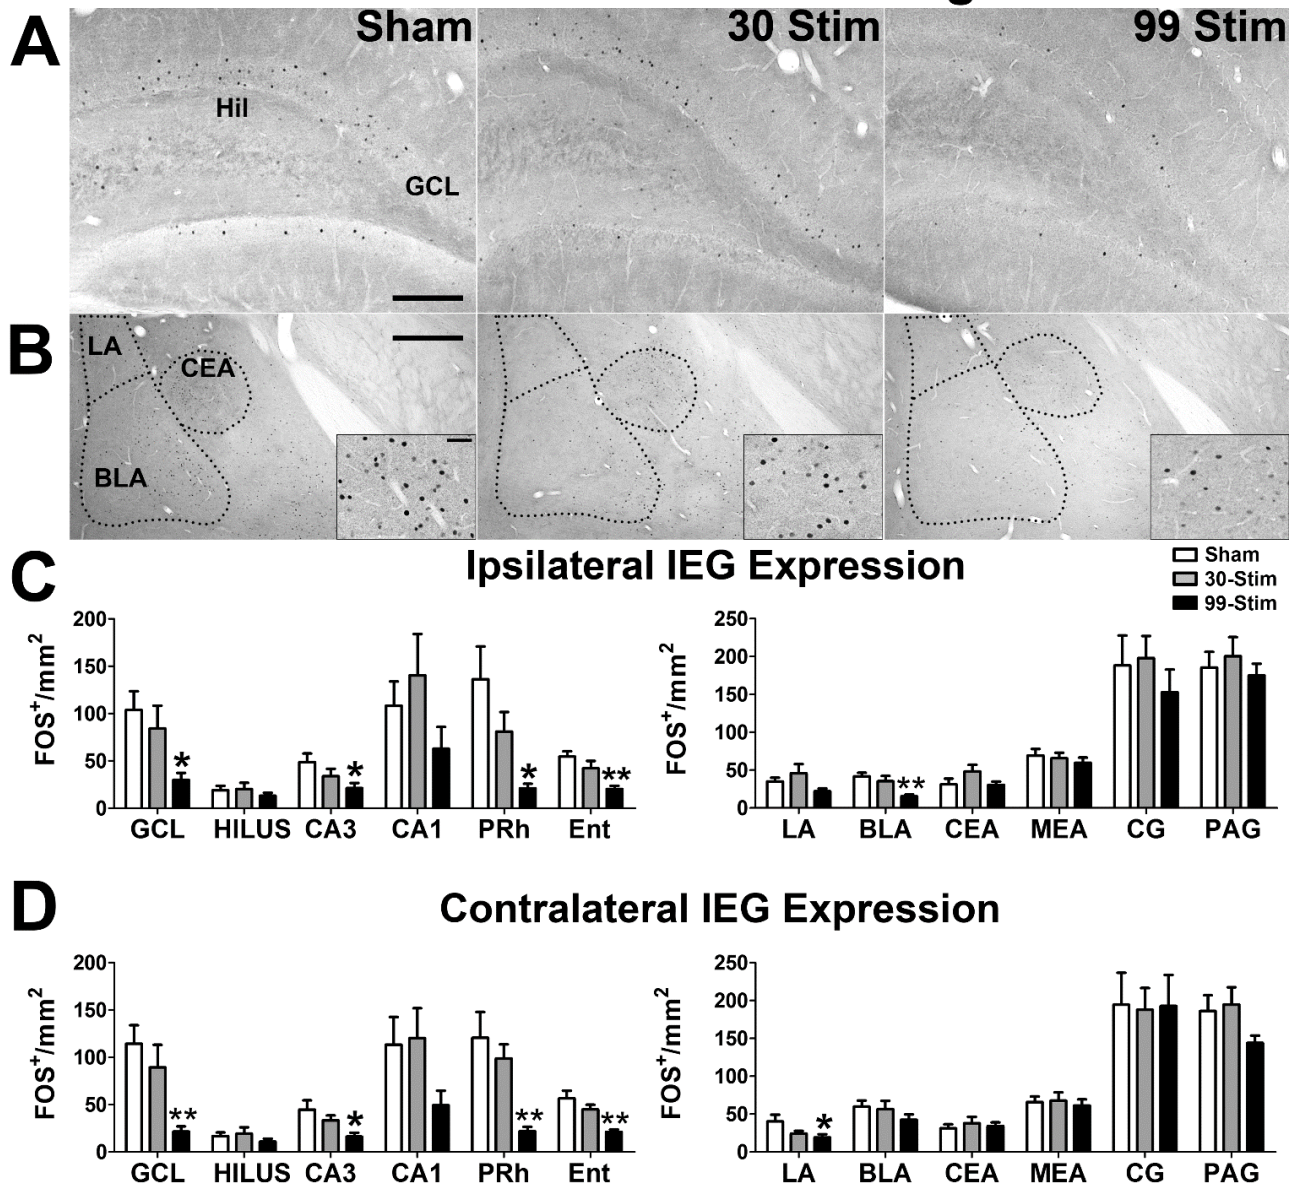 A
Sham
30 Stim
99 Stim
Hil
GCL
B
LA
CEA
BLA
C
Ipsilateral IEG Expression
Sham
30-Stim
99-Stim
FOS+/mm2
200
150
100
50
0
*
*
*
**
GCL HILUS CA3 CA1 PRh Ent
FOS+/mm2
250
200
150
100
50
0
**
LA BLA CEA MEA CG PAG
D
Contralateral IEG Expression
FOS+/mm2
200
150
100
50
0
**
*
**
**
GCL HILUS CA3 CA1 PRh Ent
FOS+/mm2
250
200
150
100
50
0
*
LA BLA CEA MEA CG PAG